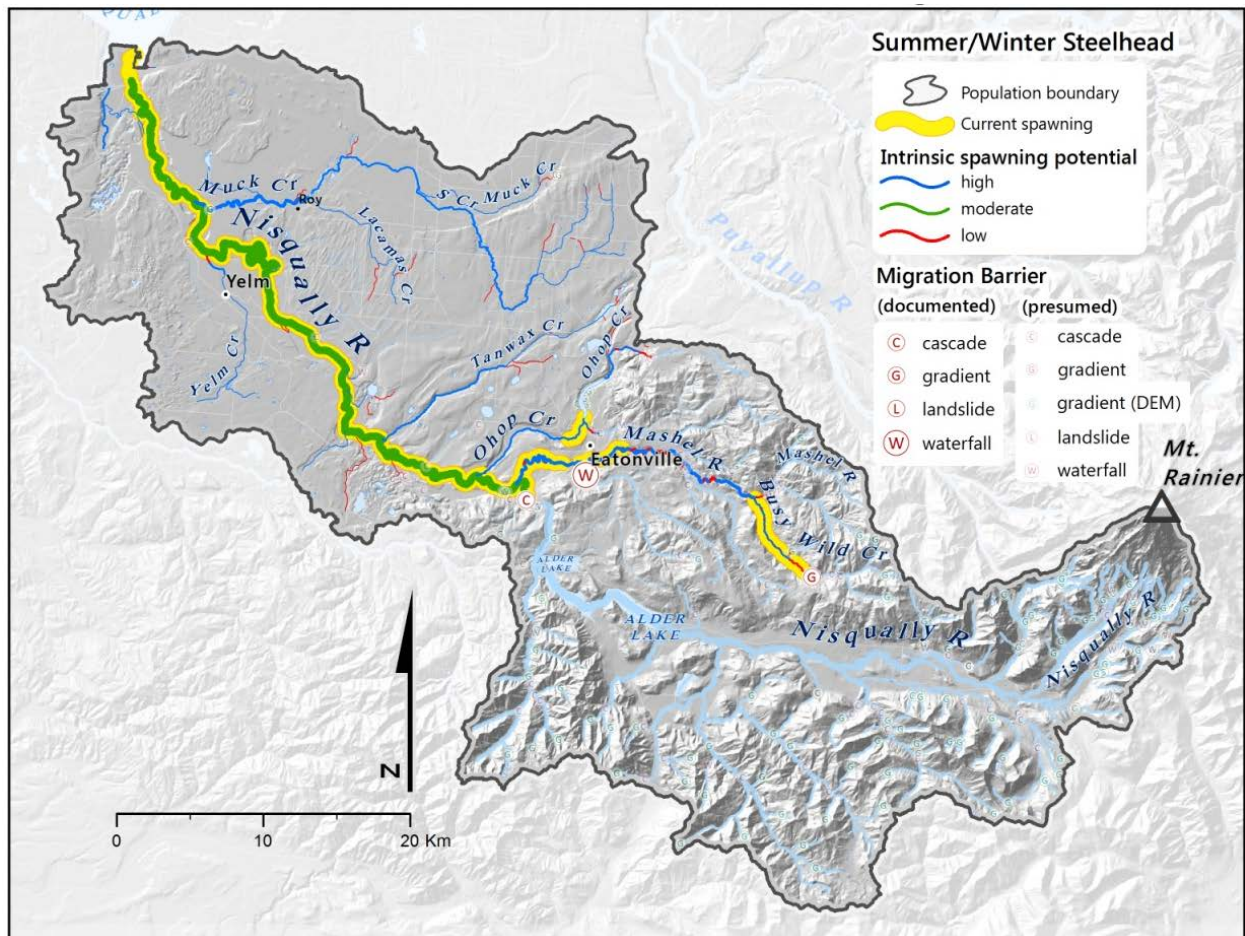 Summer/Winter Steelhead
Population boundary
Current spawning
Intrinsic spawning potential
high
moderate
low
Migration Barrier
(documented)
(presumed)
C cascade
G gradient
L landslide
W waterfall
C cascade
G gradient
G gradient (DEM)
L landslide
W waterfall
Mt.
Rainier
Puyallup R
Muck Cr
Roy
S Cr Muck Cr
Lacamas Cr
Nisqually R
Yelm
Yelm Cr
Tanwax Cr
Ohop Cr
Ohop Cr
Eatonville
Mashel R
Mashel R
Busy Wild Cr
W
C
G
ALDER
LAKE
ALDER
LAKE
Nisqually R
Nisqually R
N
0 10 20 Km